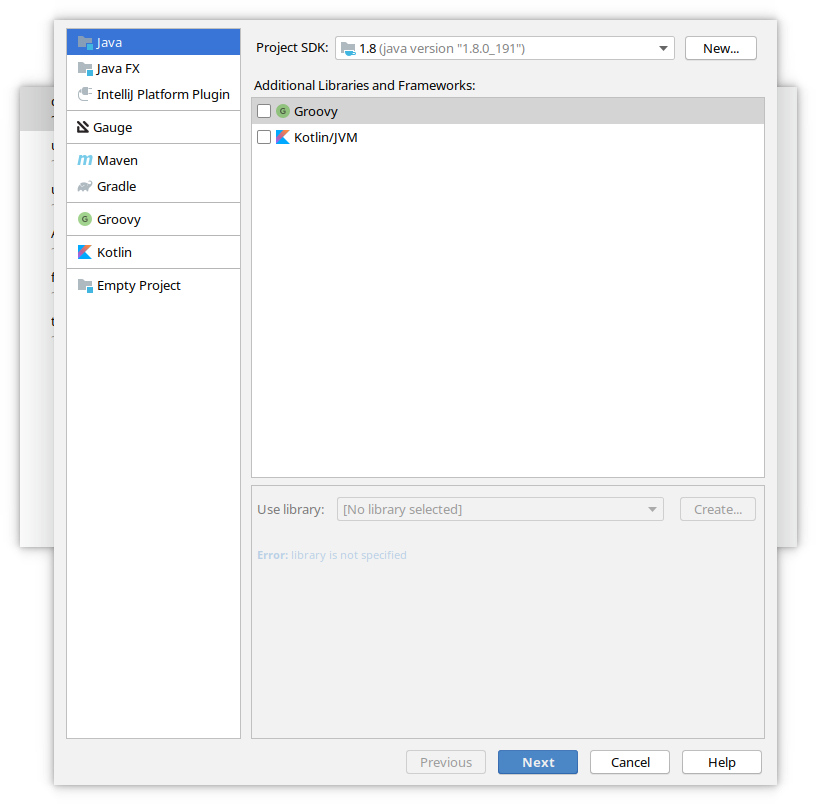 Java
Java FX
IntelliJ Platform Plugin
Gauge
Maven
Gradle
Groovy
Kotlin
Empty Project
Project SDK: 1.8 (java version "1.8.0_191") New...
Additional Libraries and Frameworks:
Groovy
Kotlin/JVM
Use library: [No library selected] Create...
Error: library is not specified
Previous Next Cancel Help